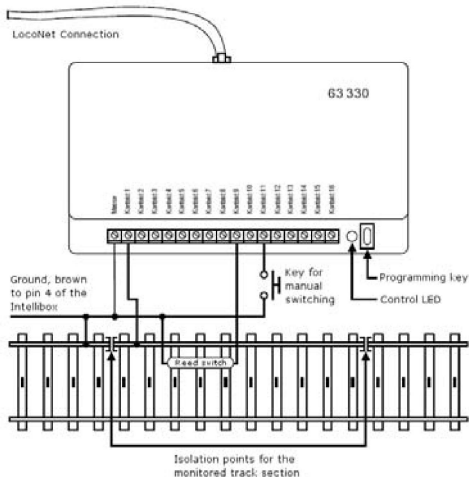 LocoNet Connection
63 330
Masse
Kontakt 1
Kontakt 2
Kontakt 3
Kontakt 4
Kontakt 5
Kontakt 6
Kontakt 7
Kontakt 8
Kontakt 9
Kontakt 10
Kontakt 11
Kontakt 12
Kontakt 13
Kontakt 14
Kontakt 15
Kontakt 16
Ground, brown
to pin 4 of the
Intellibox
Key for
manual
switching
Programming key
Control LED
Reed switch
Isolation points for the
monitored track section